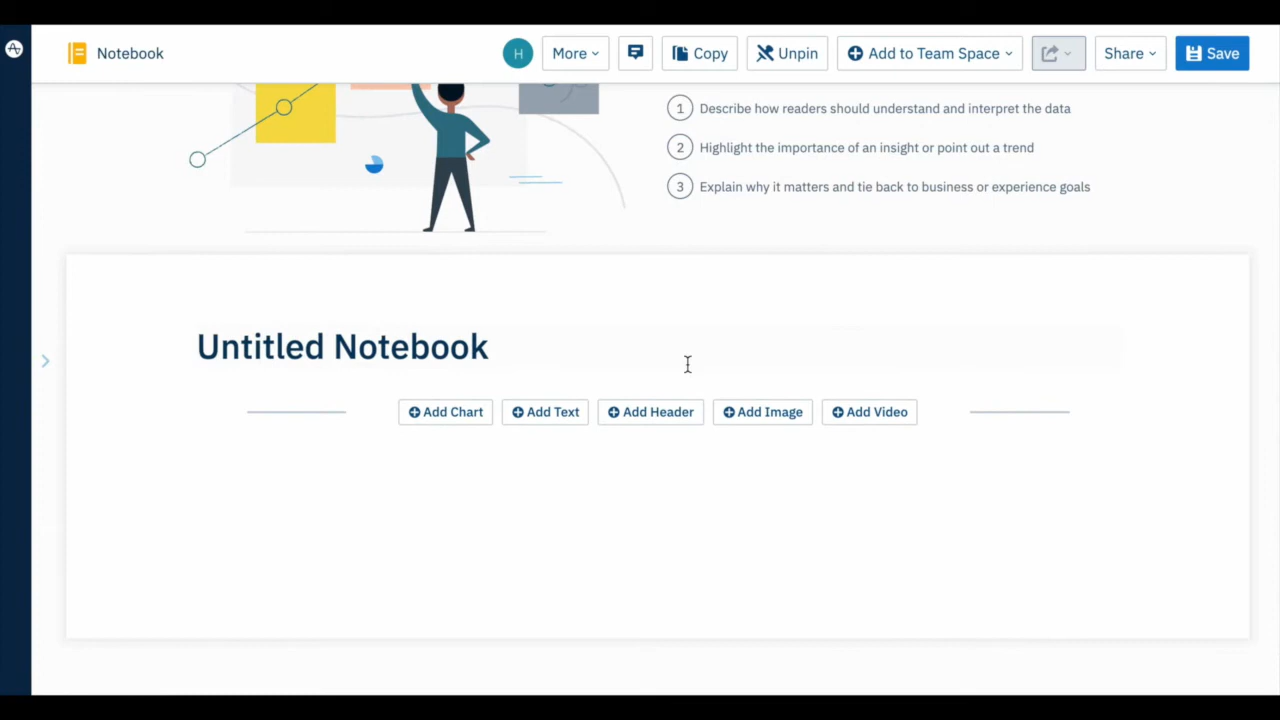 Notebook
H
More
Copy
Unpin
Add to Team Space
Share
Save
1 Describe how readers should understand and interpret the data
2 Highlight the importance of an insight or point out a trend
3 Explain why it matters and tie back to business or experience goals
Untitled Notebook
Add Chart
Add Text
Add Header
Add Image
Add Video